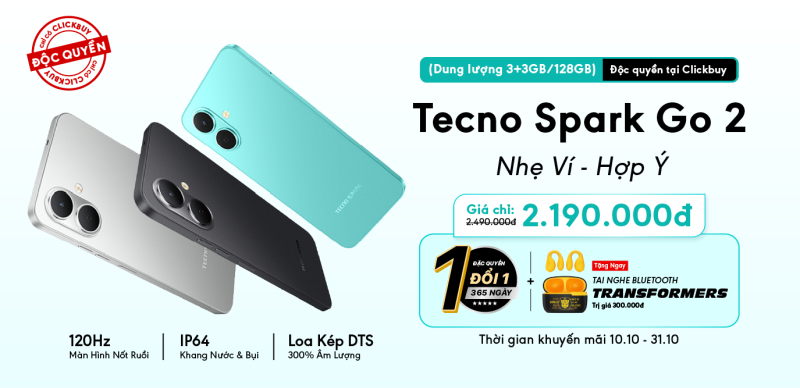 CHỈ CÓ CLICKBUY
ĐỘC QUYỀN
CHỈ CÓ CLICKBUY
(Dung lượng 3+3GB/128GB)
Độc quyền tại Clickbuy
Tecno Spark Go 2
Nhẹ Ví - Hợp Ý
Giá chỉ:
2.490.000đ
2.190.000đ
ĐẶC QUYỀN
1 ĐỔI 1
365 NGÀY
+
Tặng Ngay
TAI NGHE BLUETOOTH
TRANSFORMERS
Trị giá 300.000đ
Thời gian khuyến mãi 10.10 - 31.10
120Hz
Màn Hình Nốt Ruồi
IP64
Kháng Nước & Bụi
Loa Kép DTS
300% Âm Lượng